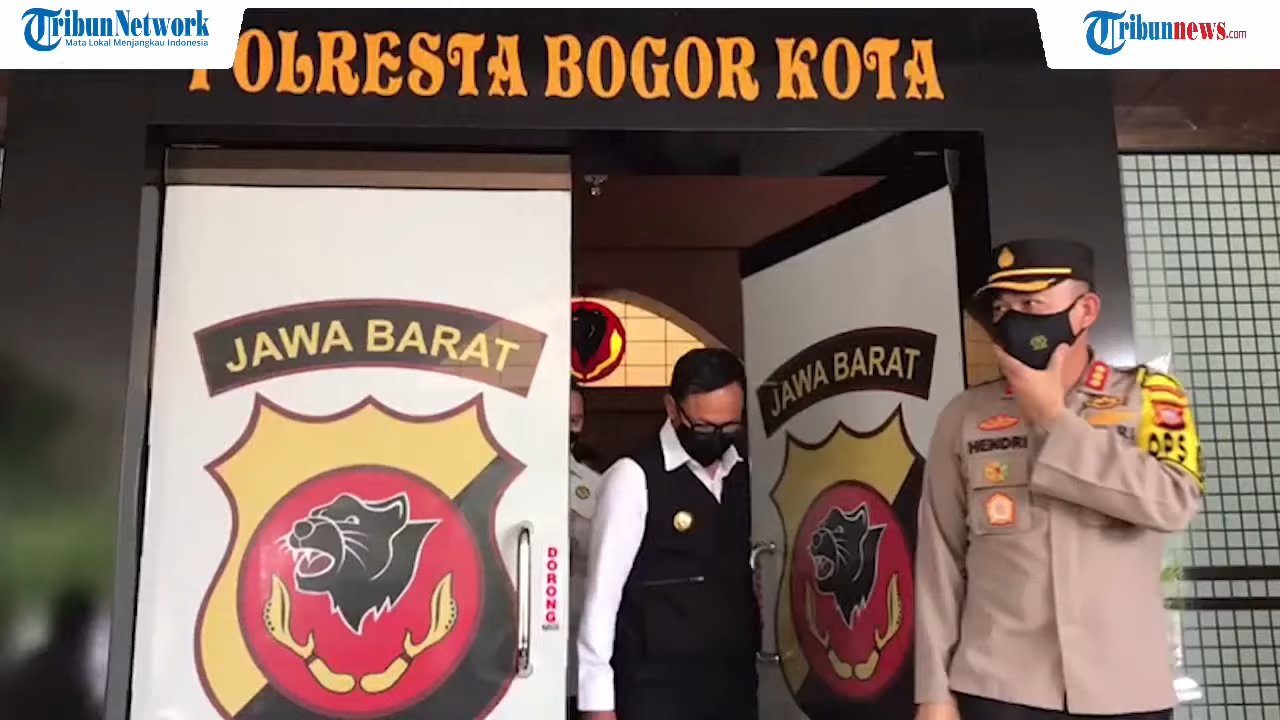 TribunNetwork
Mata Lokal Menjangkau Indonesia
Tribunnews.com
POLRESTA BOGOR KOTA
JAWA BARAT
JAWA BARAT
DORONG
HENDRI
OPS